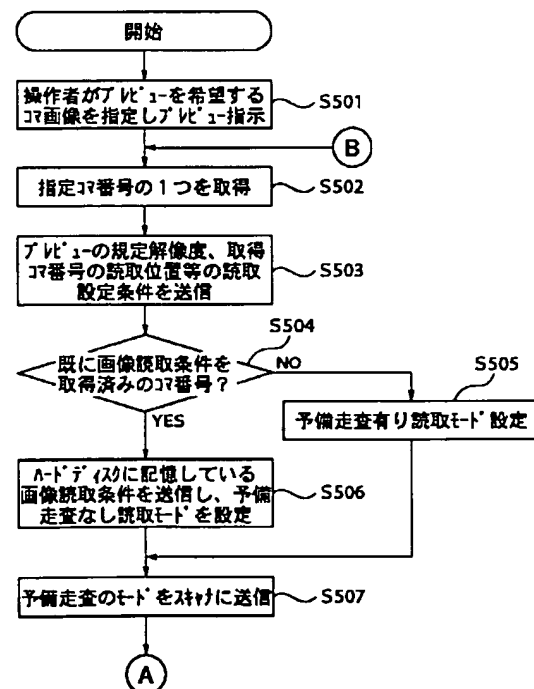 開始
操作者がﾌﾟﾚﾋﾞｭｰを希望する
ｺﾏ画像を指定しﾌﾟﾚﾋﾞｭｰ指示
S501
B
指定ｺﾏ番号の1つを取得
S502
ﾌﾟﾚﾋﾞｭｰの規定解像度、取得
ｺﾏ番号の読取位置等の読取
設定条件を送信
S503
S504
既に画像読取条件を
取得済みのｺﾏ番号?
NO
S505
YES
予備走査有り読取ﾓｰﾄﾞ設定
ﾊｰﾄﾞﾃﾞｨｽｸに記憶している
画像読取条件を送信し、予備
走査なし読取ﾓｰﾄﾞを設定
S506
予備走査のﾓｰﾄﾞをｽｷｬﾅに送信
S507
A